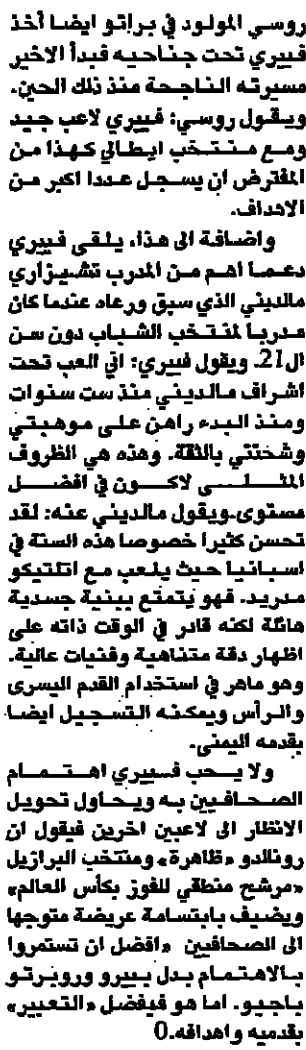 روسي المولود في براتو ايضا أخذ
فييري تحت جناحيه فبدأ الاخير
مسيرته الناجحة منذ ذلك الحين.
ويقول روسي: فييري لاعب جيد
ومع منتخب ايطالي كهذا من
المفترض ان يسجل عددا اكبر من
الاهداف.
واضافة الى هذا، يلقى فييري
دعما اهم من المدرب تشيزاري
مالديني الذي سبق ورعاه عندما كان
مدربا لمنتخب الشباب دون سن
ال21. ويقول فييري: اني العب تحت
اشراف مالديني منذ ست سنوات
ومنذ البدء راهن على موهبتي
وشختني بالثقة. وهذه هي الظروف
المثلى لاكون في افضل
مستوى.ويقول مالديني عنه: لقد
تحسن كثيرا خصوصا هذه السنة في
اسبانيا حيث يلعب مع اتلتيكو
مدريد. فهو يتمتع ببنية جسدية
هائلة لكنه قادر في الوقت ذاته على
اظهار دقة متناهية وفنيات عالية.
وهو ماهر في استخدام القدم اليسرى
والرأس ويمكنه التسجيل ايضا
بقدمه اليمنى.
ولا يحب فييري اهتمام
الصحافيين به ويحاول تحويل
الانظار الى لاعبين اخرين فيقول ان
رونالدو «ظاهرة» ومنتخب البرازيل
«مرشح منطقي للفوز بكأس العالم»
ويضيف بابتسامة عريضة متوجها
الى الصحافيين «افضل ان تستمروا
بالاهتمام بدل بييرو وروبرتو
باجيو. اما هو فيفضل «التعبير»
بقدميه واهدافه.0